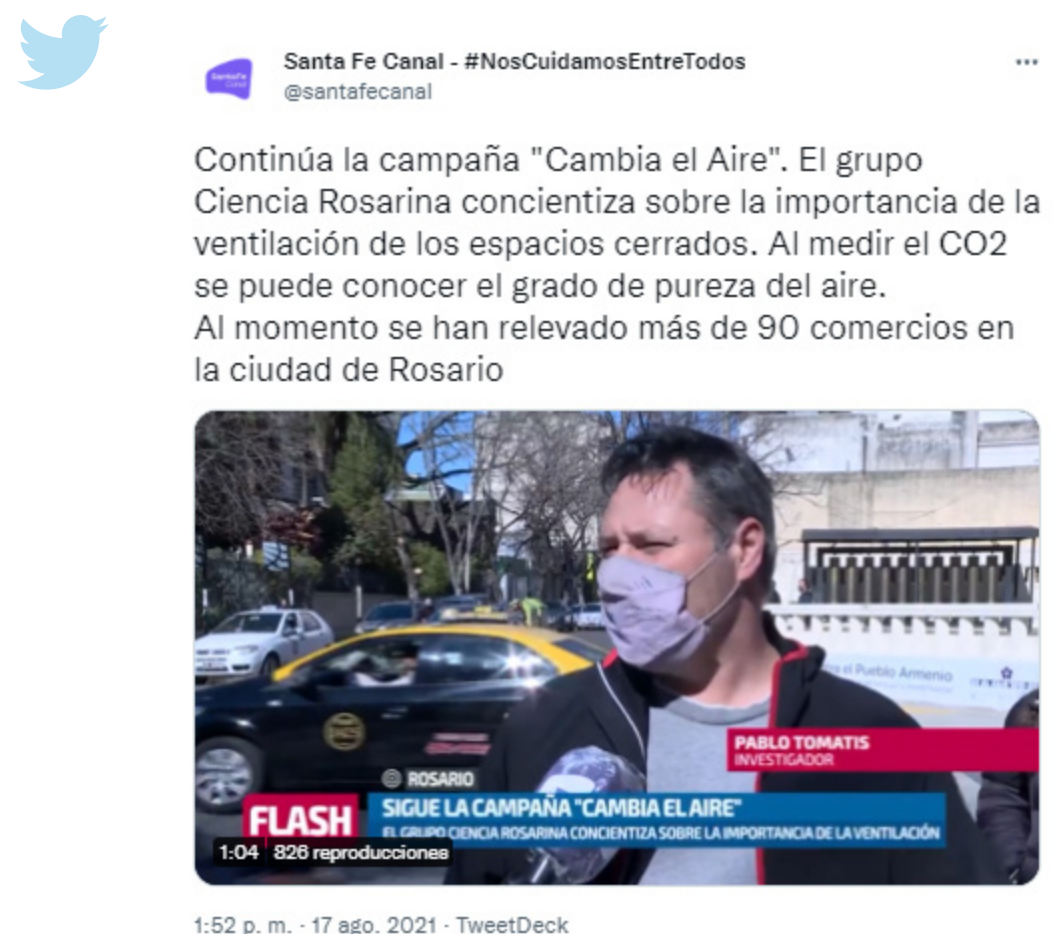 Santa Fe Canal - #NosCuidamosEntreTodos
@santafecanal
Continúa la campaña "Cambia el Aire". El grupo
Ciencia Rosarina concientiza sobre la importancia de la
ventilación de los espacios cerrados. Al medir el CO2
se puede conocer el grado de pureza del aire.
Al momento se han relevado más de 90 comercios en
la ciudad de Rosario
el Pueblo Armenio
PABLO TOMATIS
INVESTIGADOR
ROSARIO
FLASH
SIGUE LA CAMPAÑA "CAMBIA EL AIRE"
EL GRUPO CIENCIA ROSARINA CONCIENTIZA SOBRE LA IMPORTANCIA DE LA VENTILACIÓN
1:04 826 reproducciones
1:52 p. m. · 17 ago. 2021 · TweetDeck